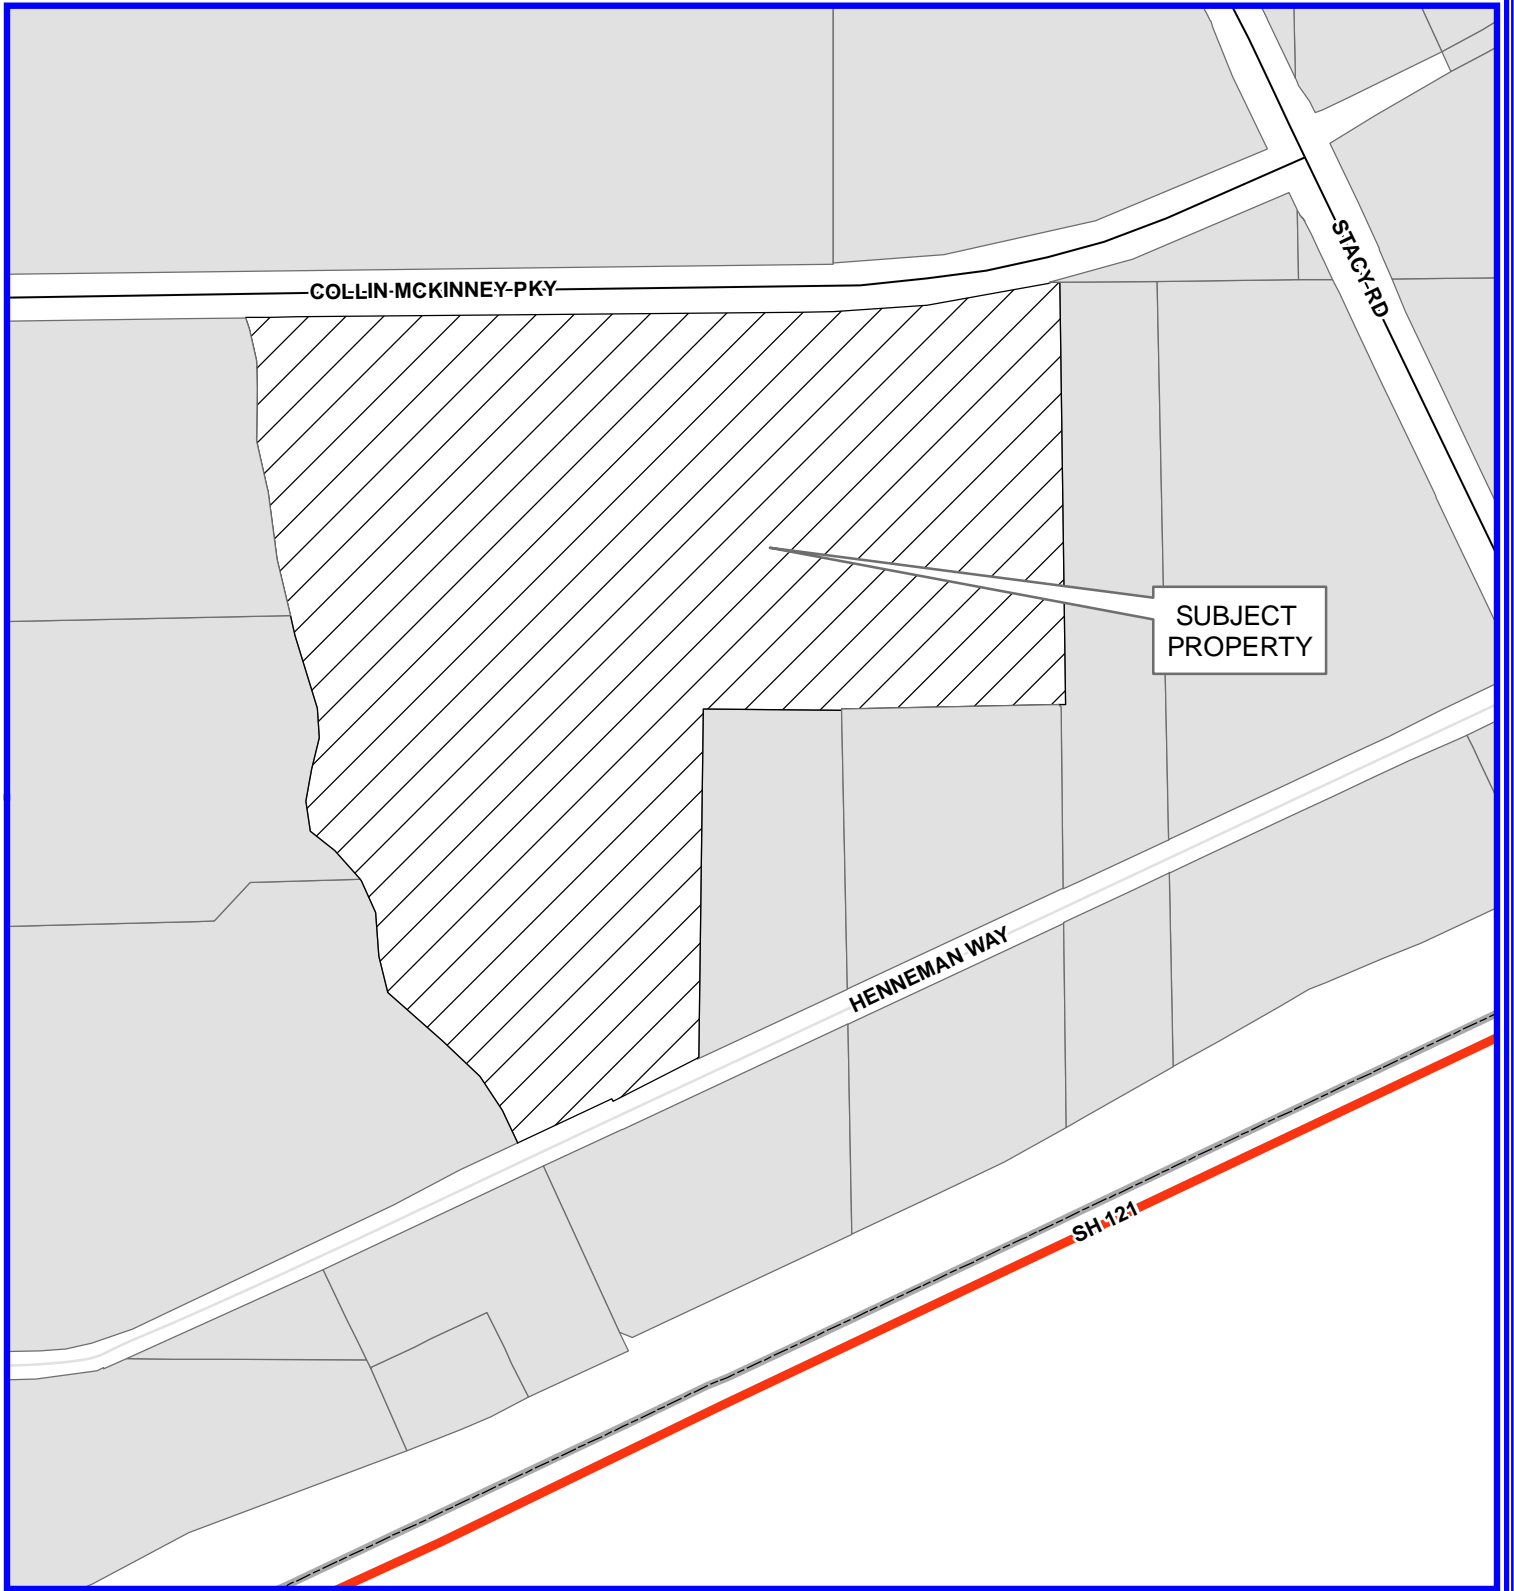 STACY RD
COLLIN MCKINNEY PKY
SUBJECT
PROPERTY
HENNEMAN WAY
SH 121